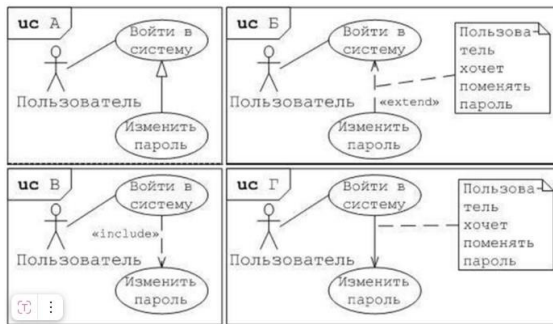 uc А
Войти в
систему
Пользователь
Изменить
пароль
uc Б
Войти в
систему
Пользователь
«extend»
Изменить
пароль
Пользова-
тель
хочет
поменять
пароль
uc В
Войти в
систему
«include»
Пользователь
Изменить
пароль
uc Г
Войти в
систему
Пользователь
Изменить
пароль
Пользова-
тель
хочет
поменять
пароль